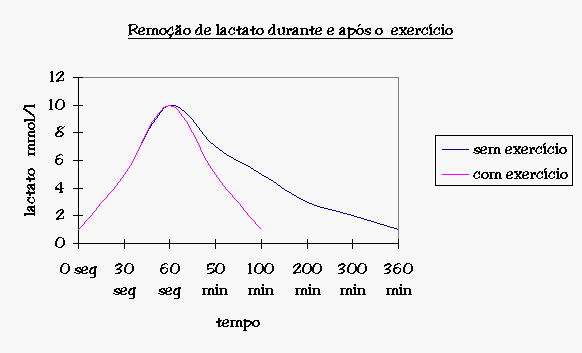 Remoção de lactato durante e após o exercício
lactato mmol/l
12
10
8
6
4
2
0
0 seg
30 seg
60 seg
50 min
100 min
200 min
300 min
360 min
tempo
sem exercício
com exercício